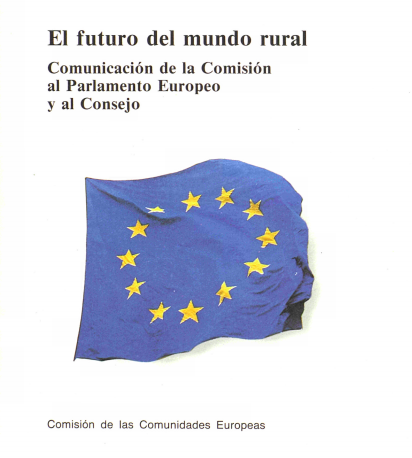 El futuro del mundo rural
Comunicación de la Comisión
al Parlamento Europeo
y al Consejo
Comisión de las Comunidades Europeas